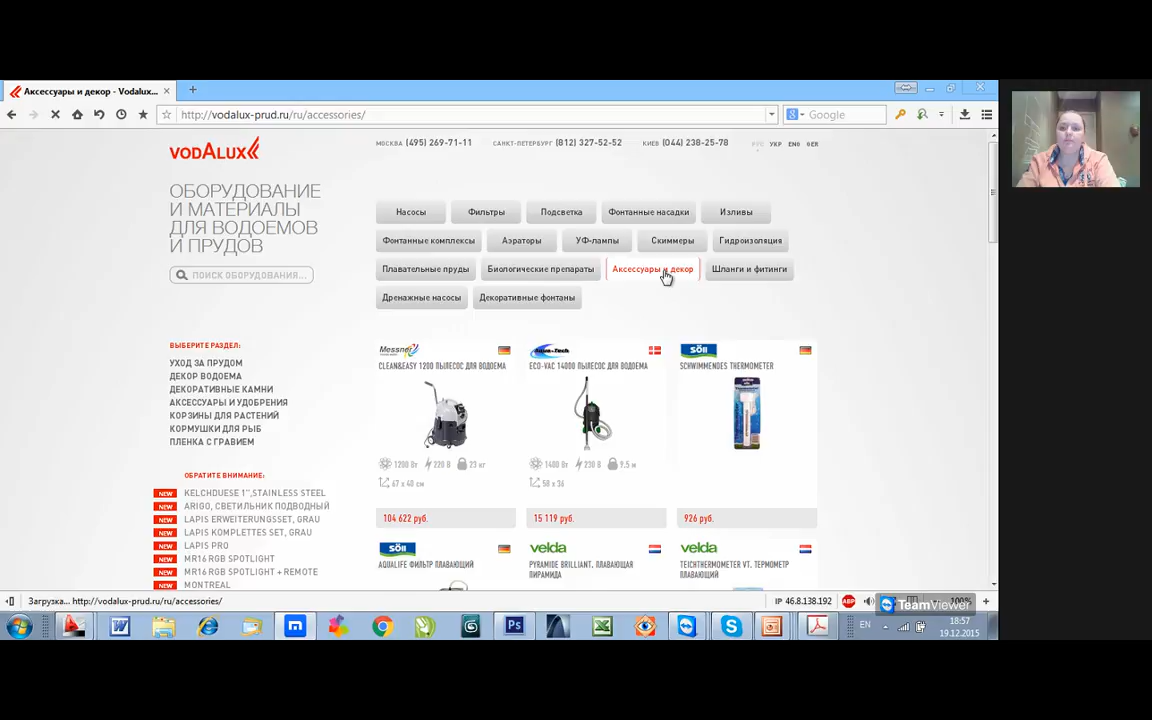 Аксессуары и декор - Vodalux...
http://vodalux-prud.ru/ru/accessories/
Google
VODALUX
МОСКВА (495) 269-71-11 САНКТ-ПЕТЕРБУРГ (812) 327-52-52 КИЕВ (044) 238-25-78 РУС УКР ENG GER
ОБОРУДОВАНИЕ
И МАТЕРИАЛЫ
ДЛЯ ВОДОЕМОВ
И ПРУДОВ
ПОИСК ОБОРУДОВАНИЯ...
Насосы Фильтры Подсветка Фонтанные насадки Изливы
Фонтанные комплексы Аэраторы УФ-лампы Скиммеры Гидроизоляция
Плавательные пруды Биологические препараты Аксессуары и декор Шланги и фитинги
Дренажные насосы Декоративные фонтаны
ВЫБЕРИТЕ РАЗДЕЛ:
УХОД ЗА ПРУДОМ
ДЕКОР ВОДОЕМА
ДЕКОРАТИВНЫЕ КАМНИ
АКСЕССУАРЫ И УДОБРЕНИЯ
КОРЗИНЫ ДЛЯ РАСТЕНИЙ
КОРМУШКИ ДЛЯ РЫБ
ПЛЕНКА С ГРАВИЕМ
ОБРАТИТЕ ВНИМАНИЕ:
NEW KELCHDUESE 1",STAINLESS STEEL
NEW ARIGO, СВЕТИЛЬНИК ПОДВОДНЫЙ
NEW LAPIS ERWEITERUNGSSET, GRAU
NEW LAPIS KOMPLETTES SET, GRAU
NEW LAPIS PRO
NEW MR16 RGB SPOTLIGHT
NEW MR16 RGB SPOTLIGHT + REMOTE
NEW MONTREAL
Messner
CLEAN&EASY 1200 ПЫЛЕСОС ДЛЯ ВОДОЕМА
1200 Вт 220 В 23 кг
67 x 40 см
104 622 руб.
Aqua-Tech
ECO-VAC 14000 ПЫЛЕСОС ДЛЯ ВОДОЕМА
1400 Вт 230 В 9.5 м
58 x 36
15 119 руб.
söll
SCHWIMMENDES THERMOMETER
926 руб.
söll
AQUALIFE ФИЛЬТР ПЛАВАЮЩИЙ
velda
PYRAMIDE BRILLIANT. ПЛАВАЮЩАЯ
ПИРАМИДА
velda
TEICHTHERMOMETER VT. ТЕРМОМЕТР
ПЛАВАЮЩИЙ
Загрузка... http://vodalux-prud.ru/ru/accessories/
IP 46.8.138.192 ABP 100%
TeamViewer
EN 18:57
19.12.2015